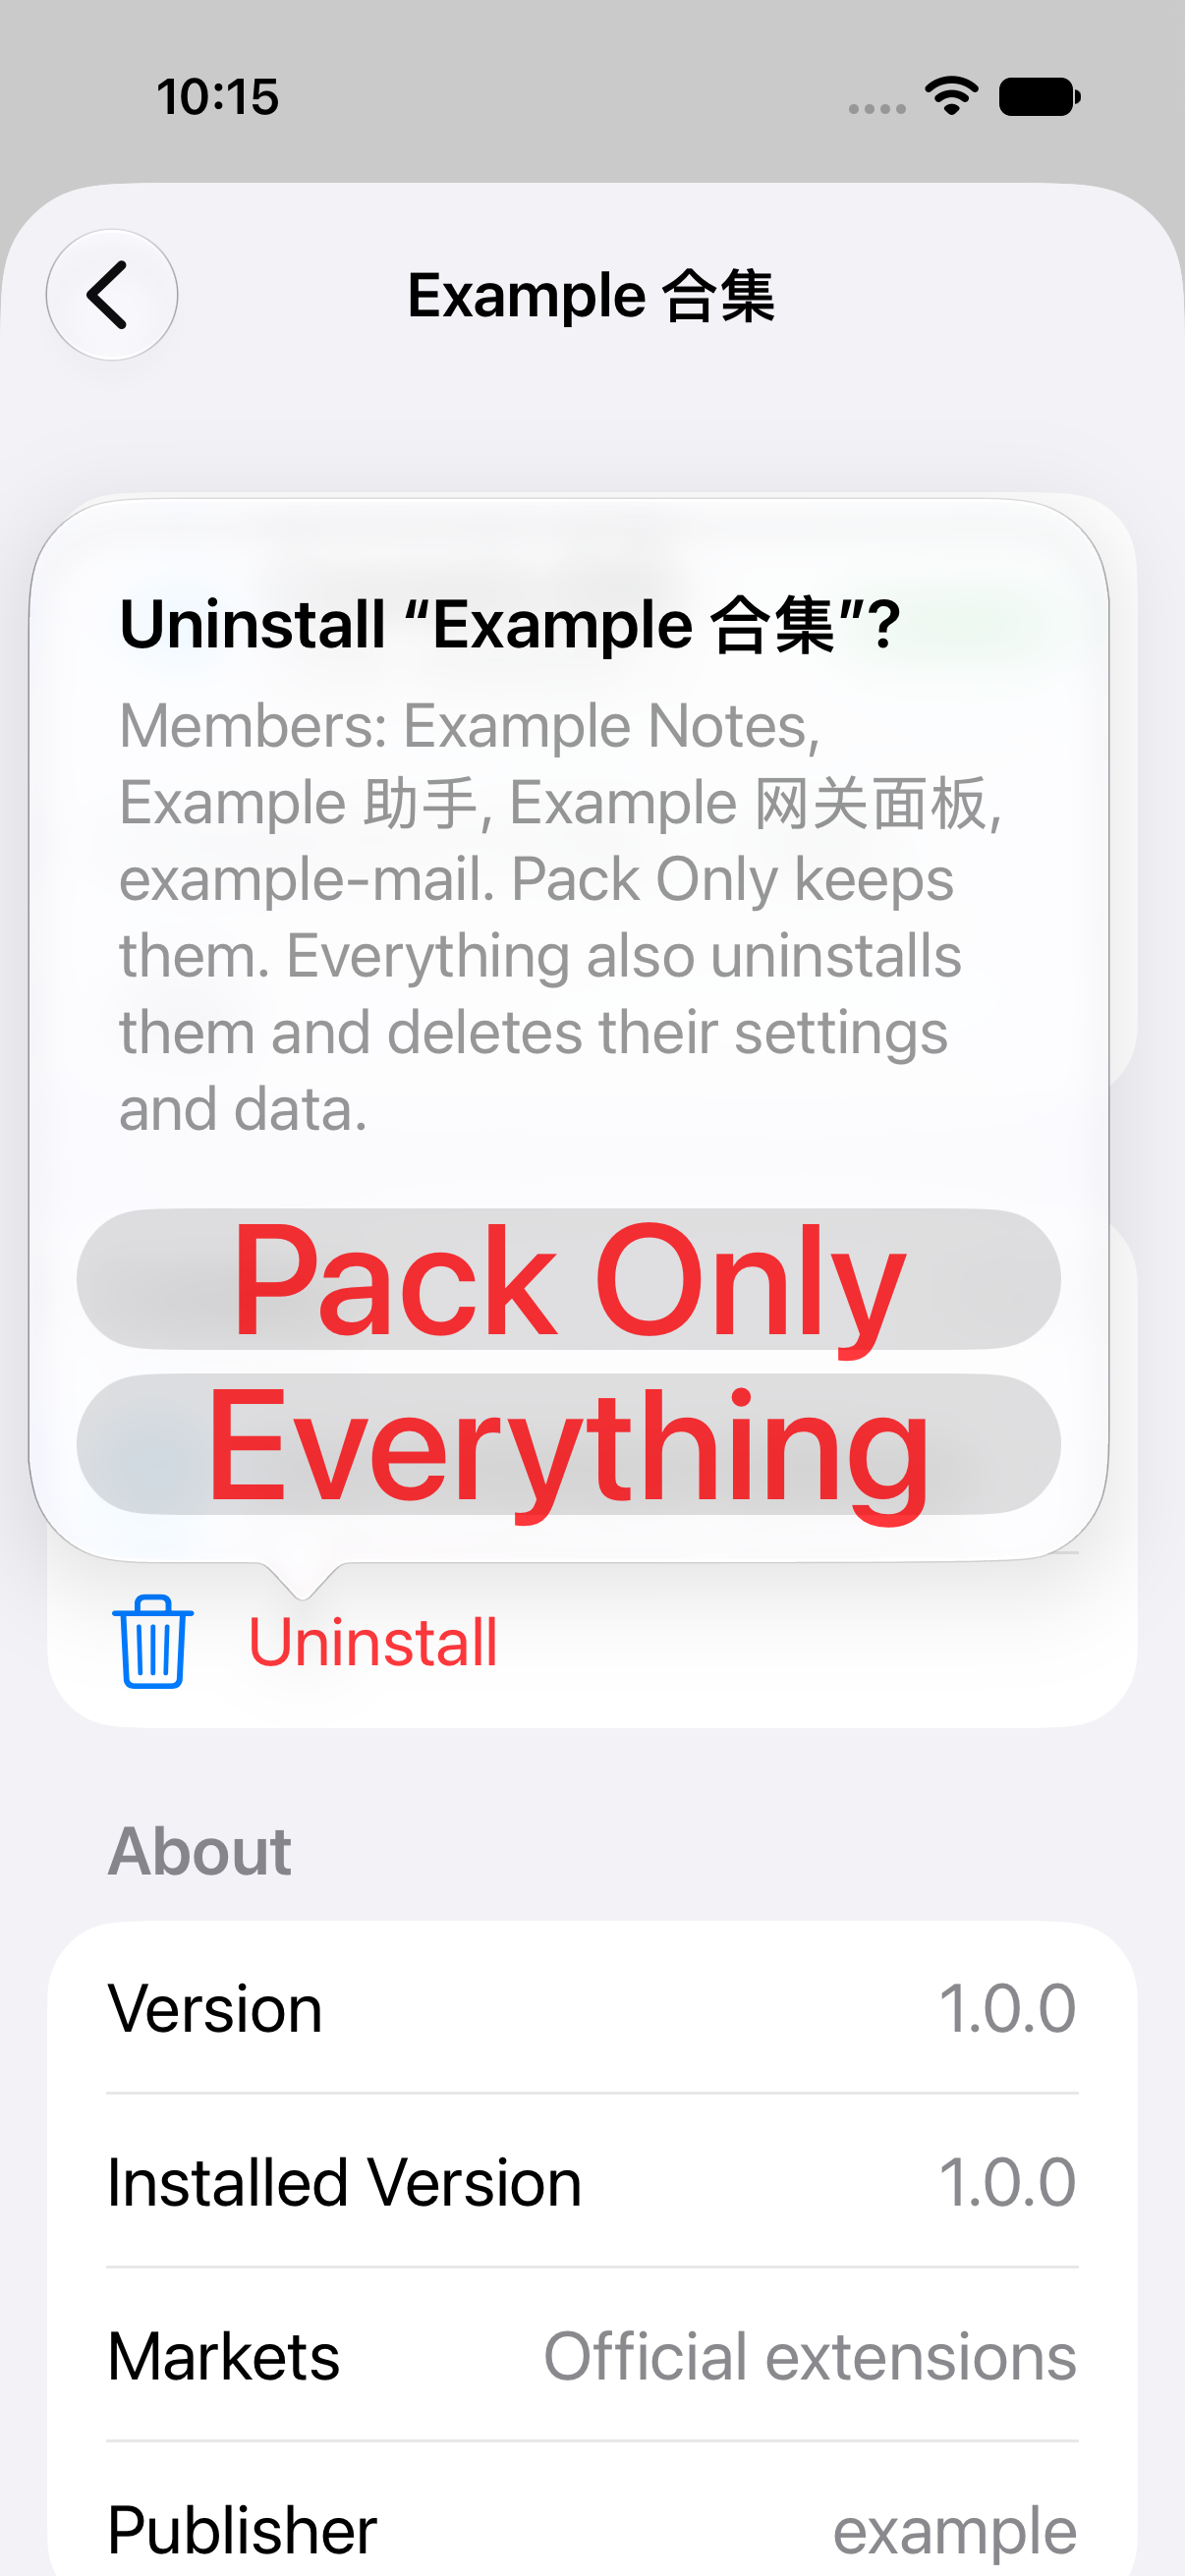 10:15
Example 合集
Uninstall “Example 合集”?
Members: Example Notes,
Example 助手, Example 网关面板,
example-mail. Pack Only keeps
them. Everything also uninstalls
them and deletes their settings
and data.
Pack Only
Everything
Uninstall
About
Version 1.0.0
Installed Version 1.0.0
Markets Official extensions
Publisher example